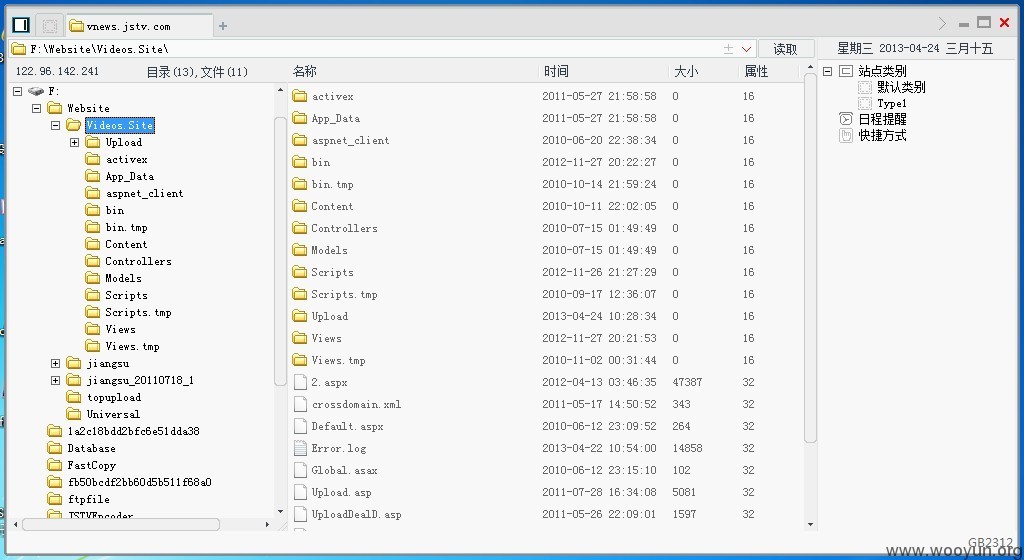 vnews.jstv.com
F:\Website\Videos.Site\
读取
星期三 2013-04-24 三月十五
122.96.142.241 目录(13),文件(11)
名称 时间 大小 属性
F:
Website
Videos.Site
Upload
activex
App_Data
aspnet_client
bin
bin.tmp
Content
Controllers
Models
Scripts
Scripts.tmp
Views
Views.tmp
jiangsu
jiangsu_20110718_1
topupload
Universal
1a2c18bdd2bfc6e51dda38
Database
FastCopy
fb50bcdf2bb60d5b511f68a0
ftpfile
JSTVEncoder
activex 2011-05-27 21:58:58 0 16
App_Data 2011-05-27 21:58:58 0 16
aspnet_client 2010-06-20 22:38:34 0 16
bin 2012-11-27 20:22:27 0 16
bin.tmp 2010-10-14 21:59:24 0 16
Content 2010-10-11 22:02:05 0 16
Controllers 2010-07-15 01:49:49 0 16
Models 2010-07-15 01:49:49 0 16
Scripts 2012-11-26 21:27:29 0 16
Scripts.tmp 2010-09-17 12:36:07 0 16
Upload 2013-04-24 10:28:34 0 16
Views 2012-11-27 20:21:53 0 16
Views.tmp 2010-11-02 00:31:44 0 16
2.aspx 2012-04-13 03:46:35 47387 32
crossdomain.xml 2011-05-17 14:50:52 343 32
Default.aspx 2010-06-12 23:09:52 264 32
Error.log 2013-04-22 10:54:00 14858 32
Global.asax 2010-06-12 23:15:10 102 32
Upload.asp 2011-07-28 16:34:08 5081 32
UploadDealD.asp 2011-05-26 22:09:01 1597 32
站点类别
默认类别
Type1
日程提醒
快捷方式
GB2312
www.wooyun.org